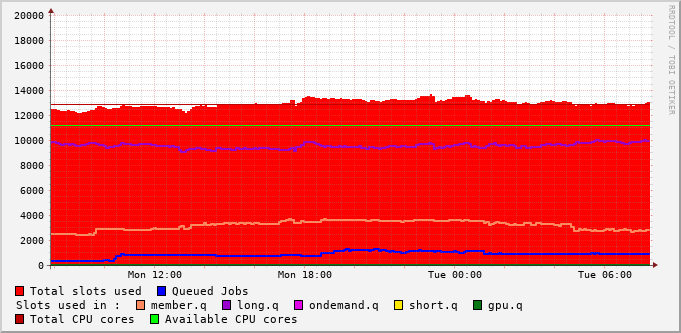 20000
18000
16000
14000
12000
10000
8000
6000
4000
2000
0
Mon 12:00 Mon 18:00 Tue 00:00 Tue 06:00
RRDTOOL / TOBI OETIKER
Total slots used Queued Jobs
Slots used in : member.q long.q ondemand.q short.q gpu.q
Total CPU cores Available CPU cores